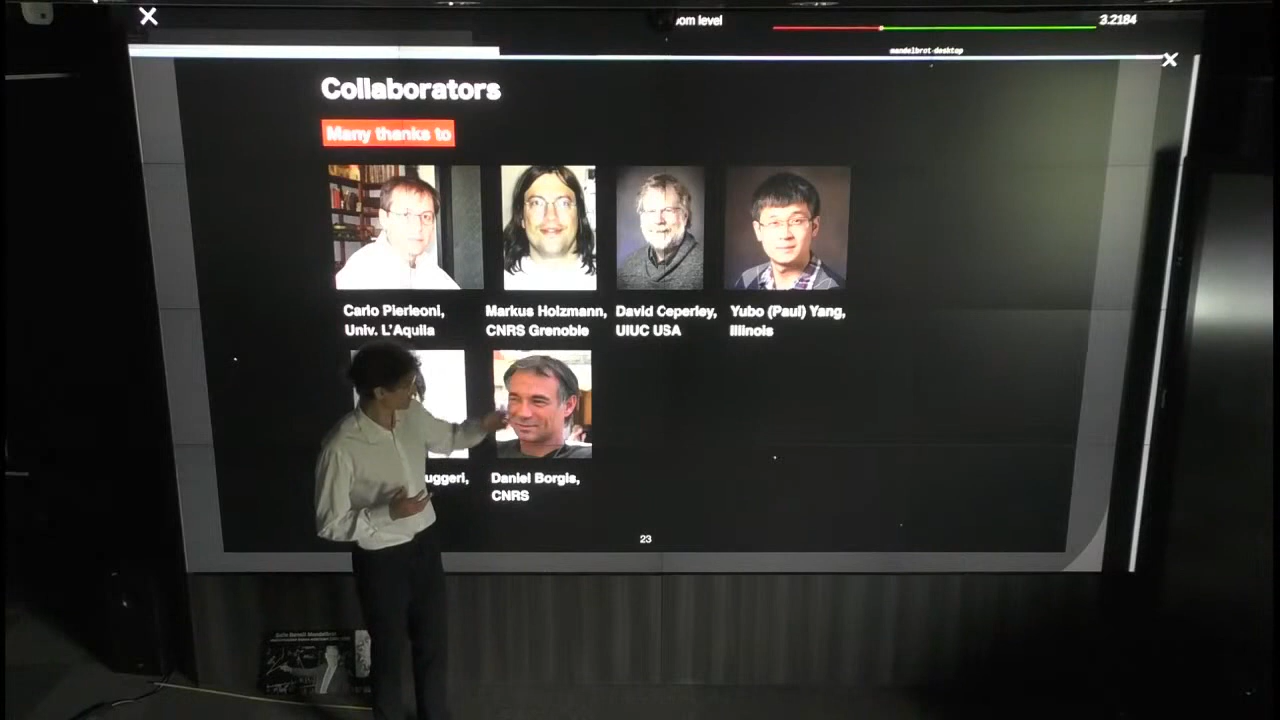 oom level
3.2184
mandelbrot-desktop
Collaborators
Many thanks to
Carlo Pierleoni,
Univ. L'Aquila
Markus Holzmann,
CNRS Grenoble
David Ceperley,
UIUC USA
Yubo (Paul) Yang,
Illinois
uggeri,
Daniel Borgis,
CNRS
23